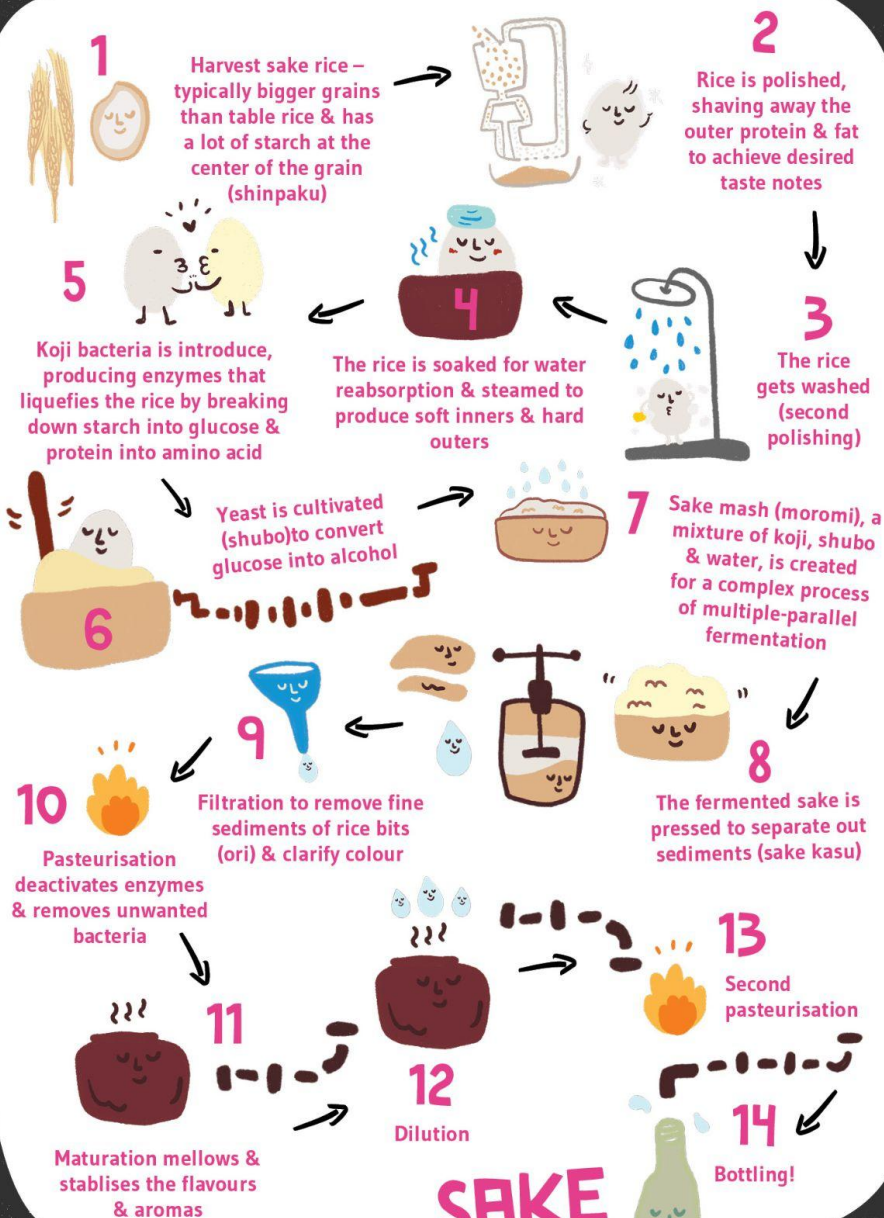 1
Harvest sake rice –
typically bigger grains
than table rice & has
a lot of starch at the
center of the grain
(shinpaku)
2
Rice is polished,
shaving away the
outer protein & fat
to achieve desired
taste notes
3
The rice
gets washed
(second
polishing)
4
The rice is soaked for water
reabsorption & steamed to
produce soft inners & hard
outers
5
Koji bacteria is introduce,
producing enzymes that
liquefies the rice by breaking
down starch into glucose &
protein into amino acid
6
Yeast is cultivated
(shubo)to convert
glucose into alcohol
7
Sake mash (moromi), a
mixture of koji, shubo
& water, is created
for a complex process
of multiple-parallel
fermentation
8
The fermented sake is
pressed to separate out
sediments (sake kasu)
9
Filtration to remove fine
sediments of rice bits
(ori) & clarify colour
10
Pasteurisation
deactivates enzymes
& removes unwanted
bacteria
11
Maturation mellows &
stablises the flavours
& aromas
12
Dilution
13
Second
pasteurisation
14
Bottling!
SAKE